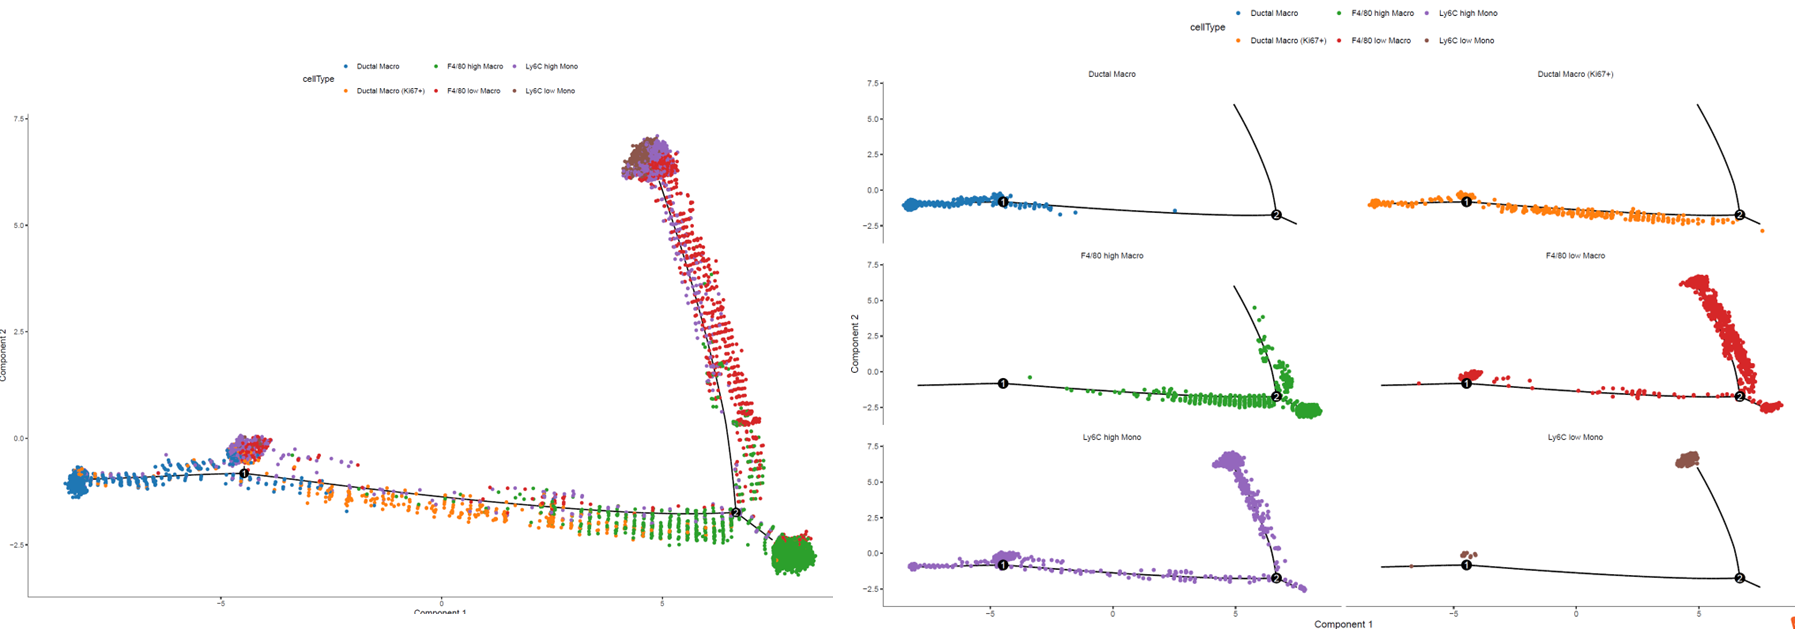 cellType
Ductal Macro
F4/80 high Macro
Ly6C high Mono
Ductal Macro (Ki67+)
F4/80 low Macro
Ly6C low Mono
7.5
5.0
2.5
0.0
−2.5
Component 2
1
2
−5
0
5
Component 1
cellType
Ductal Macro
F4/80 high Macro
Ly6C high Mono
Ductal Macro (Ki67+)
F4/80 low Macro
Ly6C low Mono
Ductal Macro
Ductal Macro (Ki67+)
7.5
5.0
2.5
0.0
−2.5
1
2
1
2
F4/80 high Macro
F4/80 low Macro
7.5
5.0
2.5
0.0
−2.5
1
2
1
2
Component 2
Ly6C high Mono
Ly6C low Mono
7.5
5.0
2.5
0.0
−2.5
1
2
1
2
−5
0
5
−5
0
5
Component 1